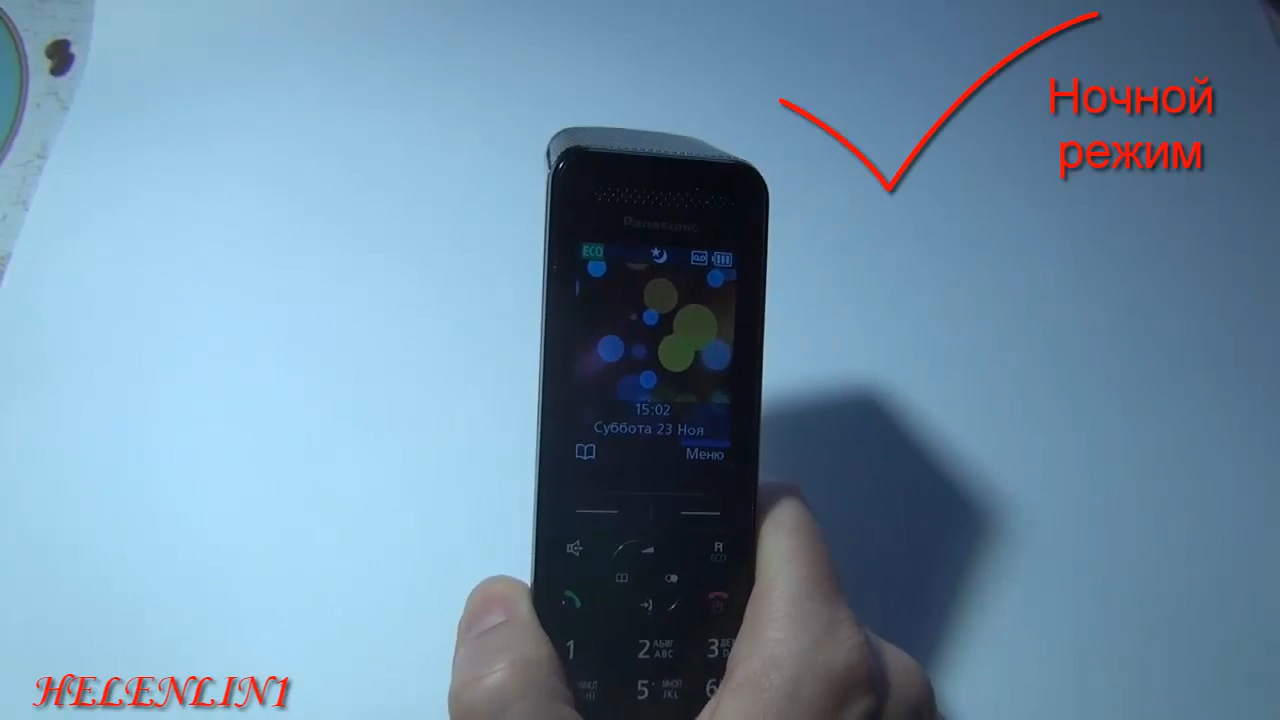 Ночной
режим
Panasonic
ECO
15:02
Суббота 23 Ноя
Меню
R
ECO
1
2 АБВГ
ABC
3
5 МНОП
JKL
6
HELENLIN1